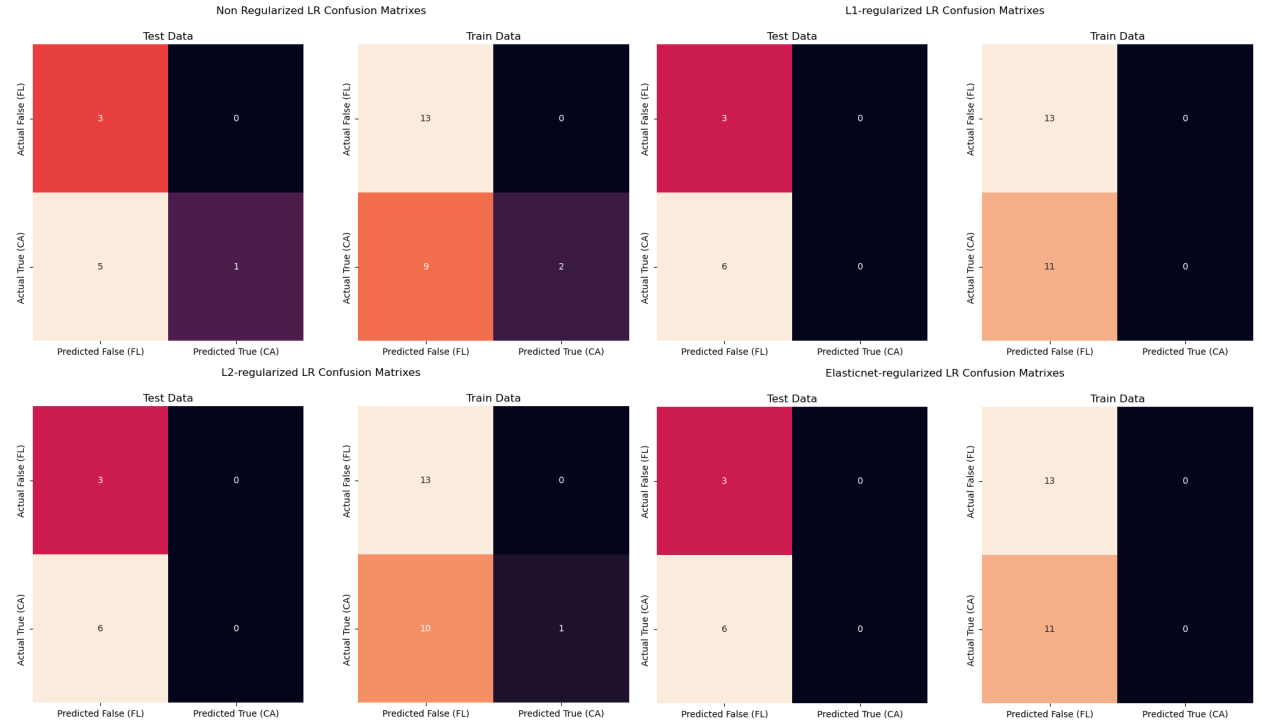 Non Regularized LR Confusion Matrixes
Test Data
Actual False (FL)
Actual True (CA)
3
0
5
1
Predicted False (FL)
Predicted True (CA)
Train Data
Actual False (FL)
Actual True (CA)
13
0
9
2
Predicted False (FL)
Predicted True (CA)
L1-regularized LR Confusion Matrixes
Test Data
Actual False (FL)
Actual True (CA)
3
0
6
0
Predicted False (FL)
Predicted True (CA)
Train Data
Actual False (FL)
Actual True (CA)
13
0
11
0
Predicted False (FL)
Predicted True (CA)
L2-regularized LR Confusion Matrixes
Test Data
Actual False (FL)
Actual True (CA)
3
0
6
0
Predicted False (FL)
Predicted True (CA)
Train Data
Actual False (FL)
Actual True (CA)
13
0
10
1
Predicted False (FL)
Predicted True (CA)
Elasticnet-regularized LR Confusion Matrixes
Test Data
Actual False (FL)
Actual True (CA)
3
0
6
0
Predicted False (FL)
Predicted True (CA)
Train Data
Actual False (FL)
Actual True (CA)
13
0
11
0
Predicted False (FL)
Predicted True (CA)